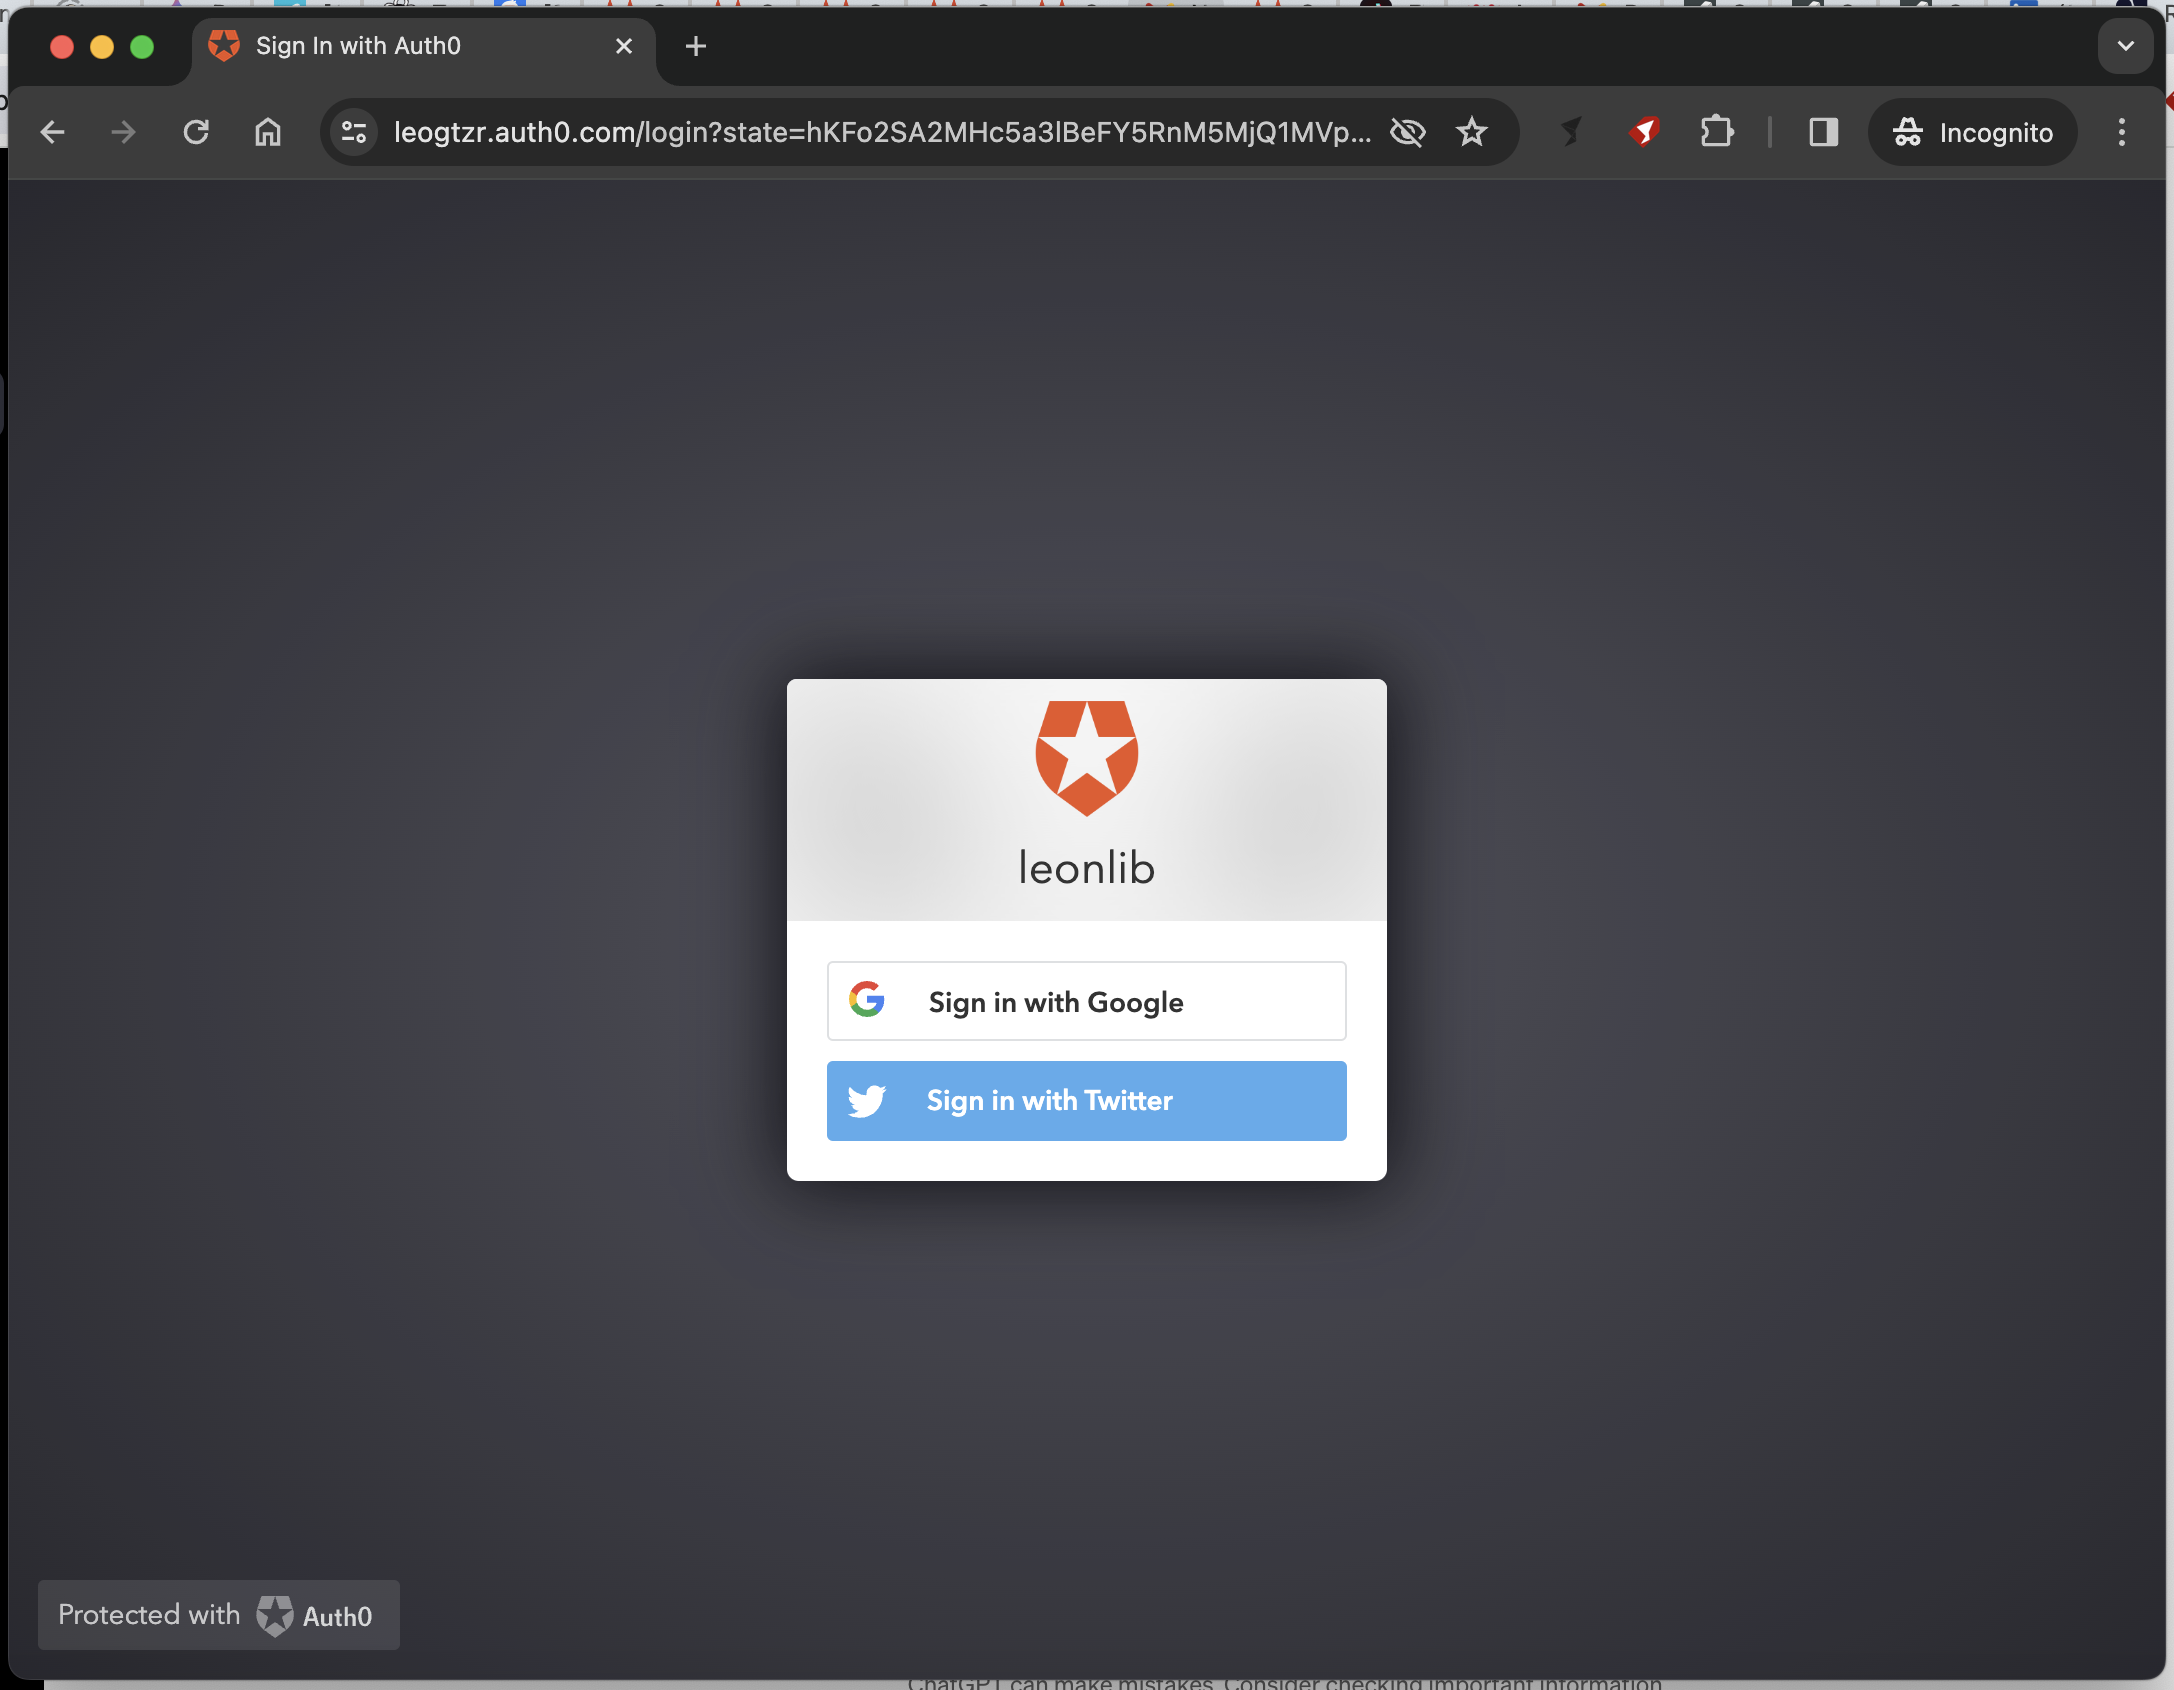 Sign In with Auth0
leogtzr.auth0.com/login?state=hKFo2SA2MHc5a3lBeFY5RnM5MjQ1MVp...
Incognito
leonlib
Sign in with Google
Sign in with Twitter
Protected with Auth0
ChatGPT can make mistakes. Consider checking important information